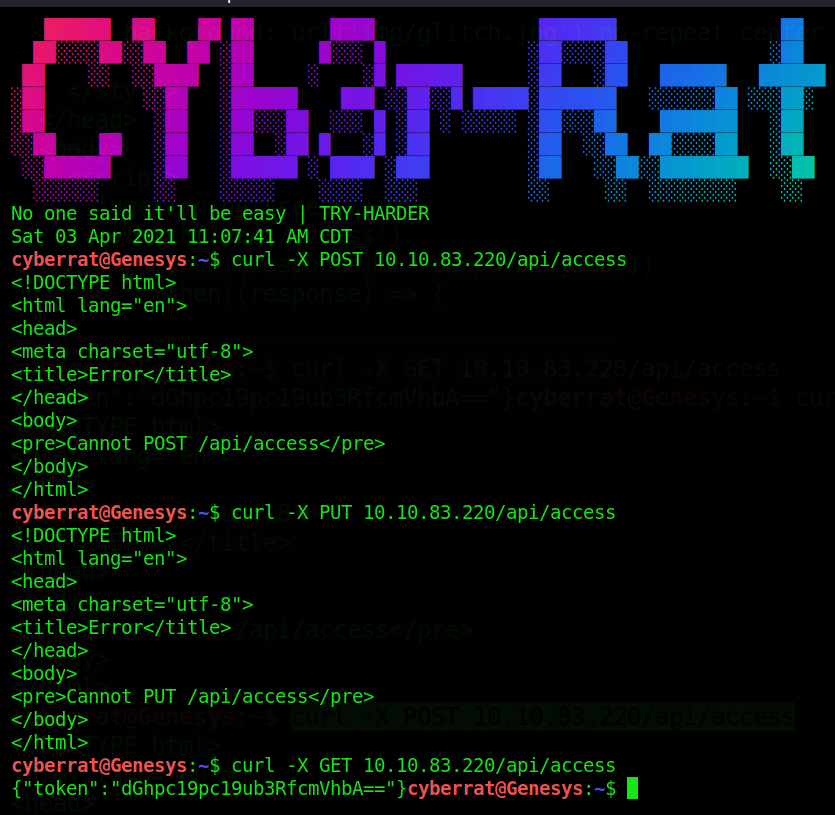 CYb3r-Rat
No one said it'll be easy | TRY-HARDER
Sat 03 Apr 2021 11:07:41 AM CDT
cyberrat@Genesys:~$ curl -X POST 10.10.83.220/api/access
<!DOCTYPE html>
<html lang="en">
<head>
<meta charset="utf-8">
<title>Error</title>
</head>
<body>
<pre>Cannot POST /api/access</pre>
</body>
</html>
cyberrat@Genesys:~$ curl -X PUT 10.10.83.220/api/access
<!DOCTYPE html>
<html lang="en">
<head>
<meta charset="utf-8">
<title>Error</title>
</head>
<body>
<pre>Cannot PUT /api/access</pre>
</body>
</html>
cyberrat@Genesys:~$ curl -X GET 10.10.83.220/api/access
{"token":"dGhpc19pc19ub3RfcmVhbA=="}cyberrat@Genesys:~$